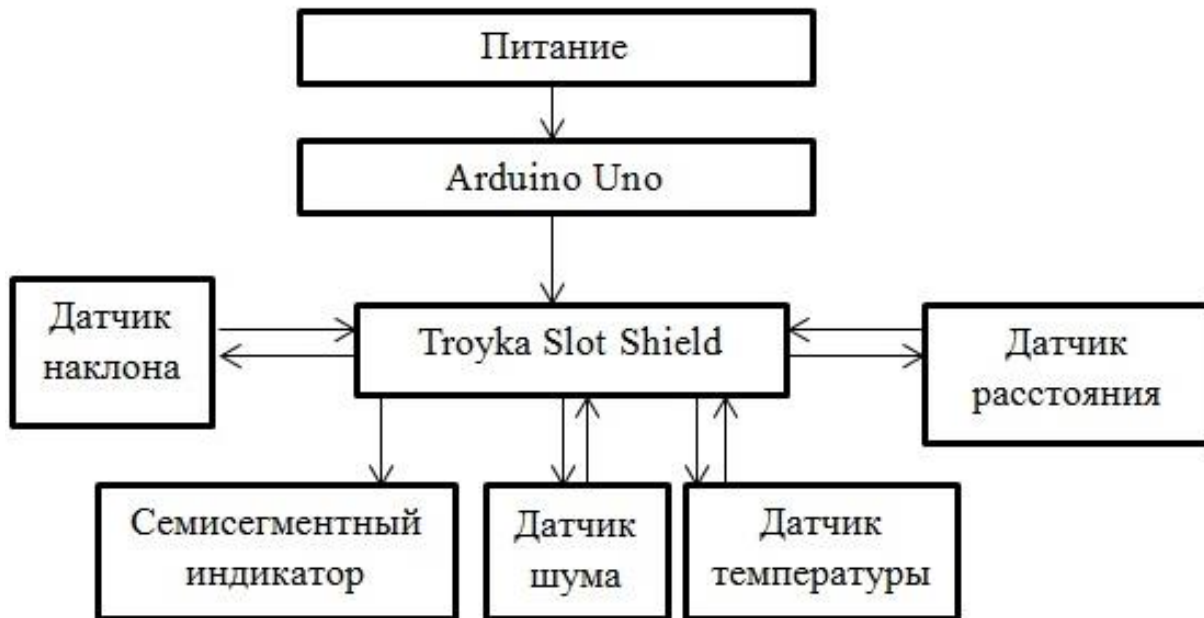 Питание
Arduino Uno
Датчик
наклона
Troyka Slot Shield
Датчик
расстояния
Семисегментный
индикатор
Датчик
шума
Датчик
температуры